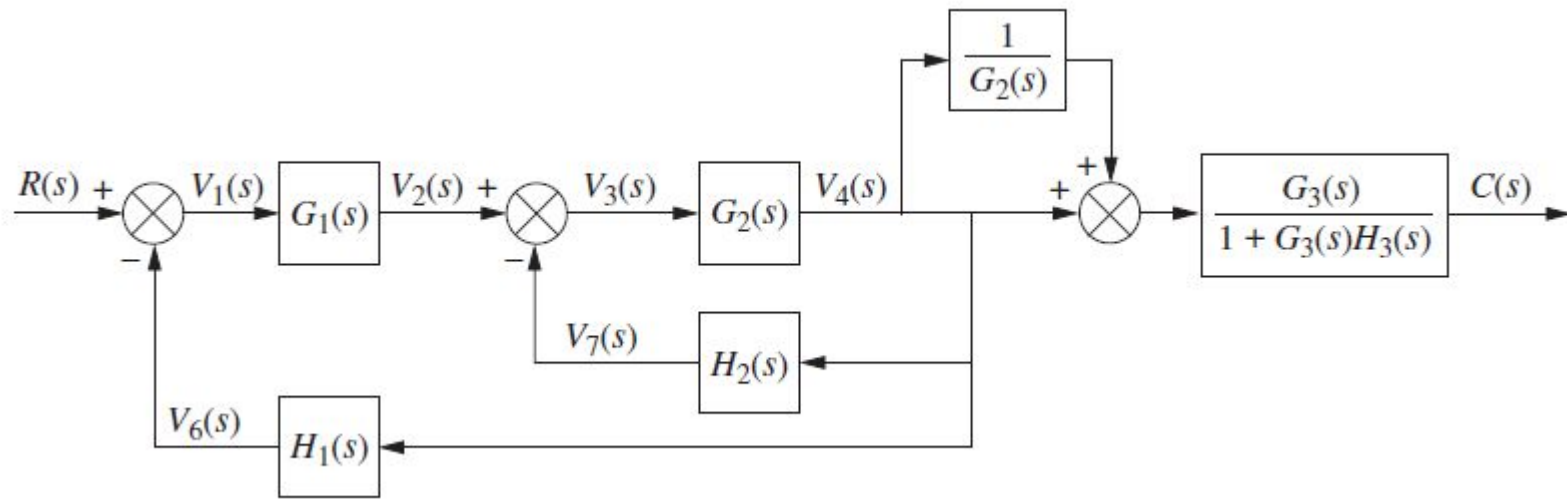 1
G₂(s)
R(s) + V₁(s) G₁(s) V₂(s) + V₃(s) G₂(s) V₄(s) + + G₃(s) C(s)
1 + G₃(s)H₃(s)
− −
V₇(s) H₂(s)
V₆(s) H₁(s)